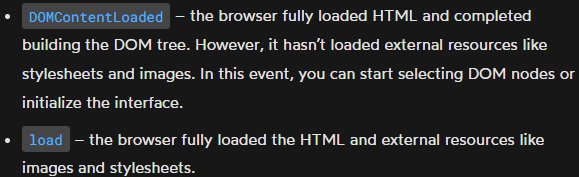 • DOMContentLoaded – the browser fully loaded HTML and completed
building the DOM tree. However, it hasn’t loaded external resources like
stylesheets and images. In this event, you can start selecting DOM nodes or
initialize the interface.
• load – the browser fully loaded the HTML and external resources like
images and stylesheets.